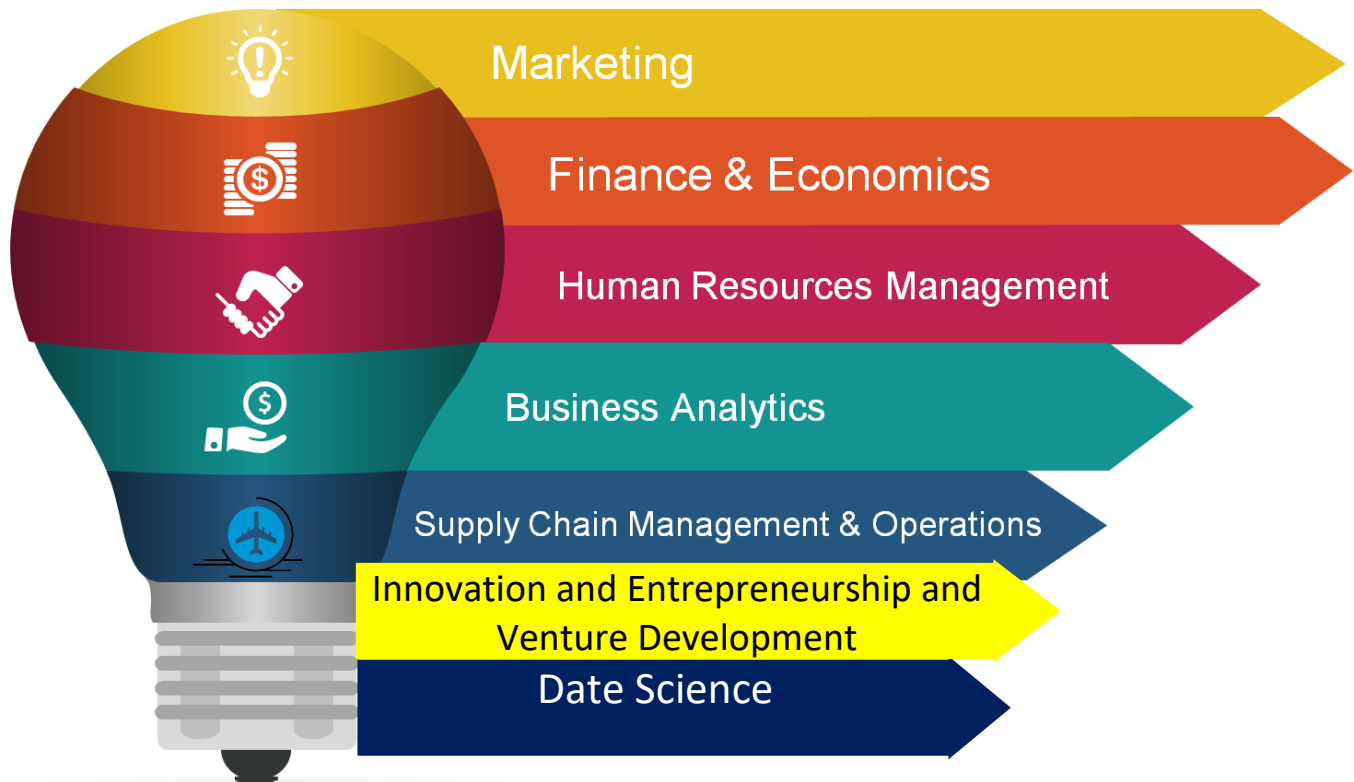 Marketing
Finance & Economics
Human Resources Management
Business Analytics
Supply Chain Management & Operations
Innovation and Entrepreneurship and
Venture Development
Date Science